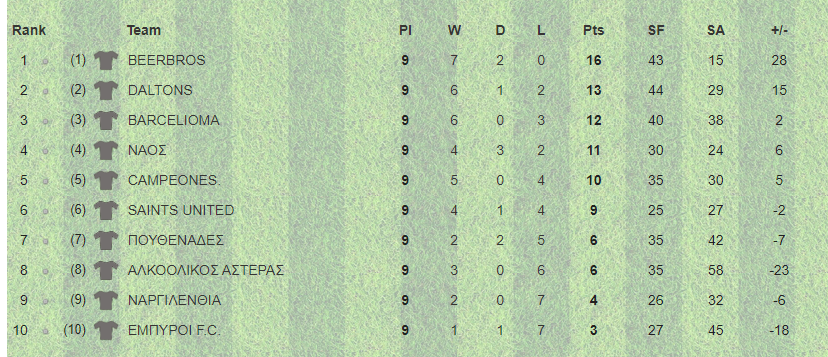 Rank Team Pl W D L Pts SF SA +/-
1 (1) BEERBROS 9 7 2 0 16 43 15 28
2 (2) DALTONS 9 6 1 2 13 44 29 15
3 (3) BARCELIOMA 9 6 0 3 12 40 38 2
4 (4) ΝΑΟΣ 9 4 3 2 11 30 24 6
5 (5) CAMPEONES. 9 5 0 4 10 35 30 5
6 (6) SAINTS UNITED 9 4 1 4 9 25 27 -2
7 (7) ΠΟΥΘΕΝΑΔΕΣ 9 2 2 5 6 35 42 -7
8 (8) ΑΛΚΟΟΛΙΚΟΣ ΑΣΤΕΡΑΣ 9 3 0 6 6 35 58 -23
9 (9) ΝΑΡΓΙΛΕΝΘΙΑ 9 2 0 7 4 26 32 -6
10 (10) ΕΜΠΥΡΟΙ F.C. 9 1 1 7 3 27 45 -18